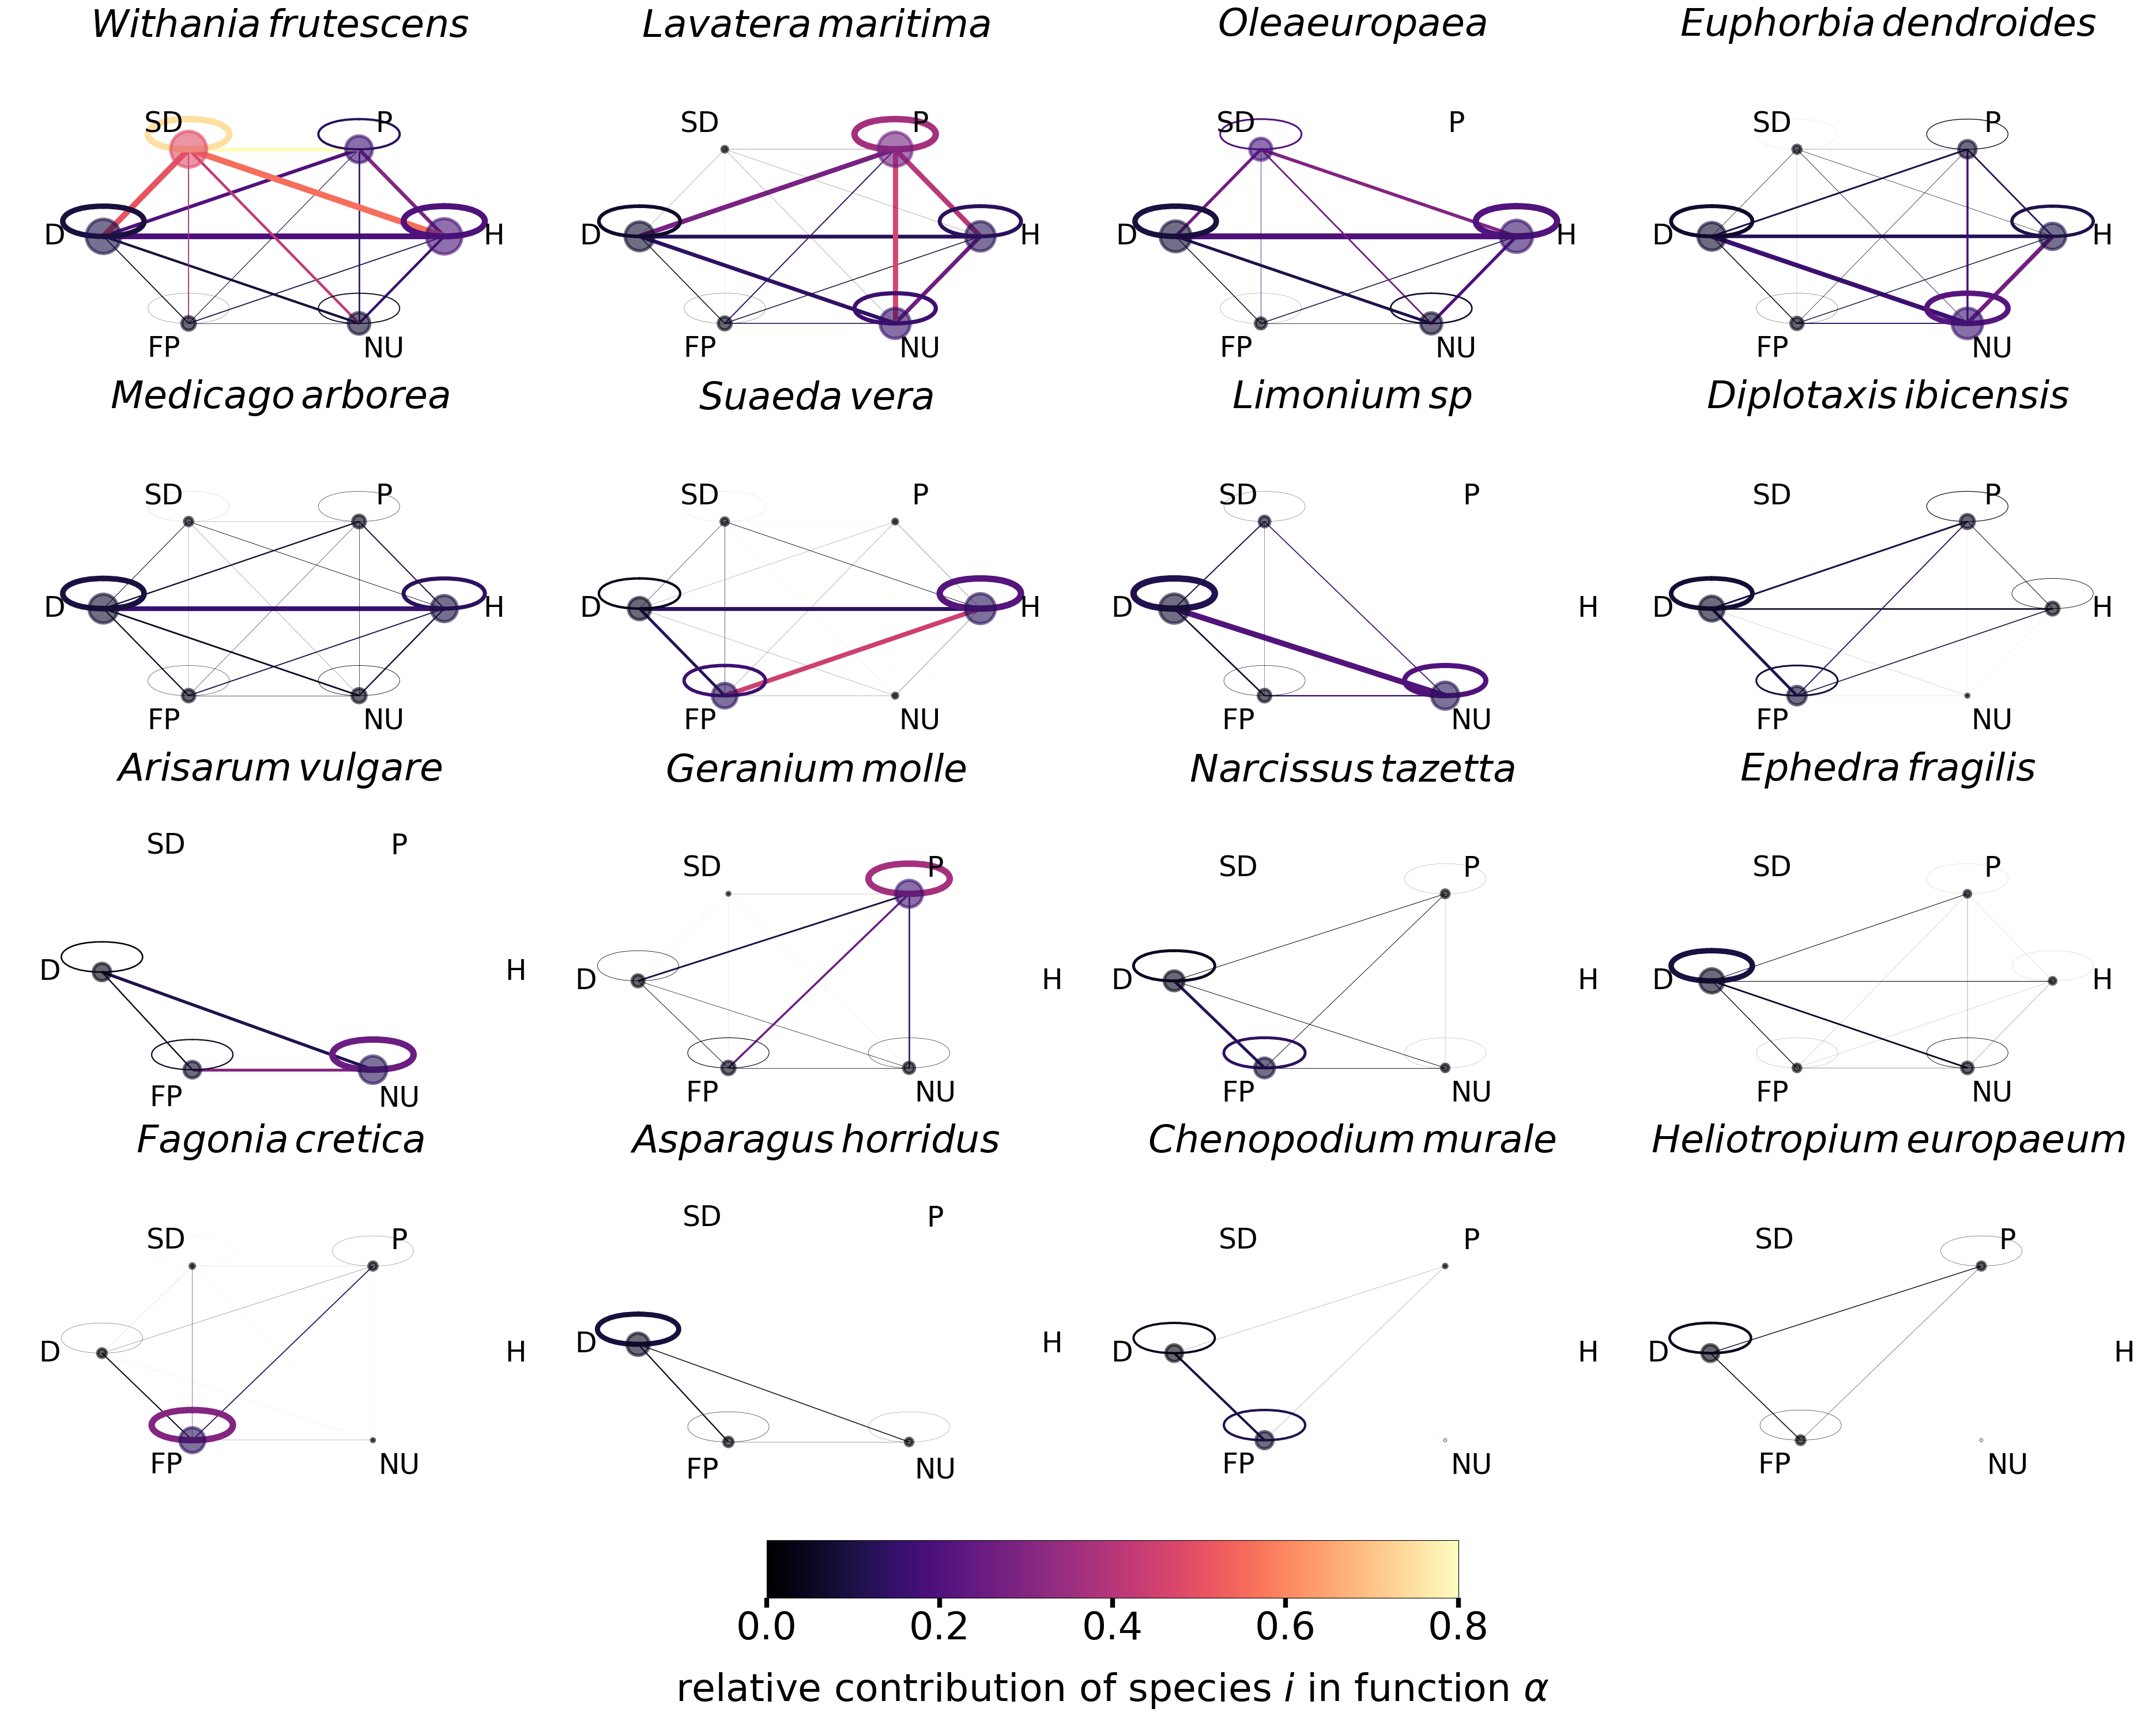 Withania frutescens
Lavatera maritima
Oleaeuropaea
Euphorbia dendroides
SD
P
D
H
FP
NU
SD
P
D
H
FP
NU
SD
P
D
H
FP
NU
SD
P
D
H
FP
NU
Medicago arborea
Suaeda vera
Limonium sp
Diplotaxis ibicensis
SD
P
D
H
FP
NU
SD
P
D
H
FP
NU
SD
P
D
H
FP
NU
SD
P
D
H
FP
NU
Arisarum vulgare
Geranium molle
Narcissus tazetta
Ephedra fragilis
SD
P
D
H
FP
NU
SD
P
D
H
FP
NU
SD
P
D
H
FP
NU
SD
P
D
H
FP
NU
Fagonia cretica
Asparagus horridus
Chenopodium murale
Heliotropium europaeum
SD
P
D
H
FP
NU
SD
P
D
H
FP
NU
SD
P
D
H
FP
NU
SD
P
D
H
FP
NU
0.0 0.2 0.4 0.6 0.8
relative contribution of species i in function α